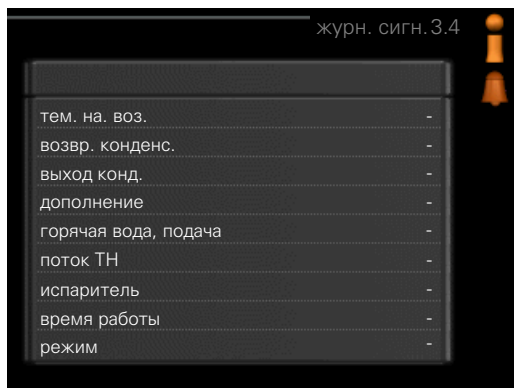 журн. сигн. 3.4
тем. на. воз. -
возвр. конденс. -
выход конд. -
дополнение -
горячая вода, подача -
поток ТН -
испаритель -
время работы -
режим -